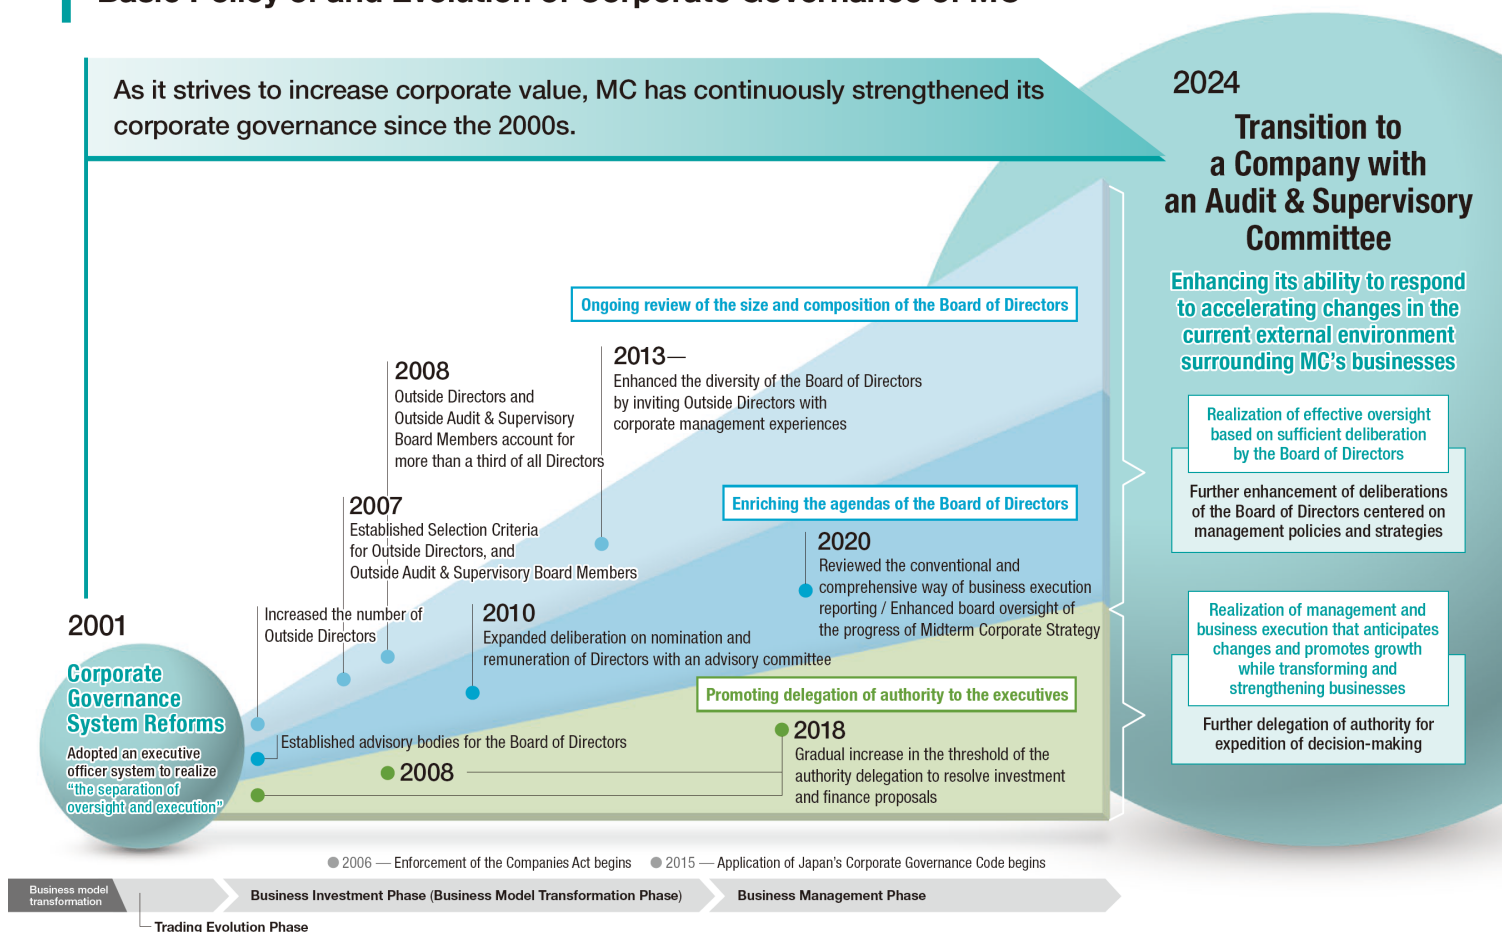 Basic Policy of and Evolution of Corporate Governance of MC
As it strives to increase corporate value, MC has continuously strengthened its
corporate governance since the 2000s.
2024
Transition to
a Company with
an Audit & Supervisory
Committee
Enhancing its ability to respond
to accelerating changes in the
current external environment
surrounding MC's businesses
Realization of effective oversight
based on sufficient deliberation
by the Board of Directors
Further enhancement of deliberations
of the Board of Directors centered on
management policies and strategies
Realization of management and
business execution that anticipates
changes and promotes growth
while transforming and
strengthening businesses
Further delegation of authority for
expedition of decision-making
Ongoing review of the size and composition of the Board of Directors
2013—
Enhanced the diversity of the Board of Directors
by inviting Outside Directors with
corporate management experiences
2008
Outside Directors and
Outside Audit & Supervisory
Board Members account for
more than a third of all Directors
2007
Established Selection Criteria
for Outside Directors, and
Outside Audit & Supervisory Board Members
Increased the number of
Outside Directors
Enriching the agendas of the Board of Directors
2020
Reviewed the conventional and
comprehensive way of business execution
reporting / Enhanced board oversight of
the progress of Midterm Corporate Strategy
2010
Expanded deliberation on nomination and
remuneration of Directors with an advisory committee
Established advisory bodies for the Board of Directors
Promoting delegation of authority to the executives
2018
Gradual increase in the threshold of the
authority delegation to resolve investment
and finance proposals
2008
2001
Corporate
Governance
System Reforms
Adopted an executive
officer system to realize
"the separation of
oversight and execution"
2006 — Enforcement of the Companies Act begins
2015 — Application of Japan's Corporate Governance Code begins
Business model
transformation
Business Investment Phase (Business Model Transformation Phase)
Business Management Phase
Trading Evolution Phase